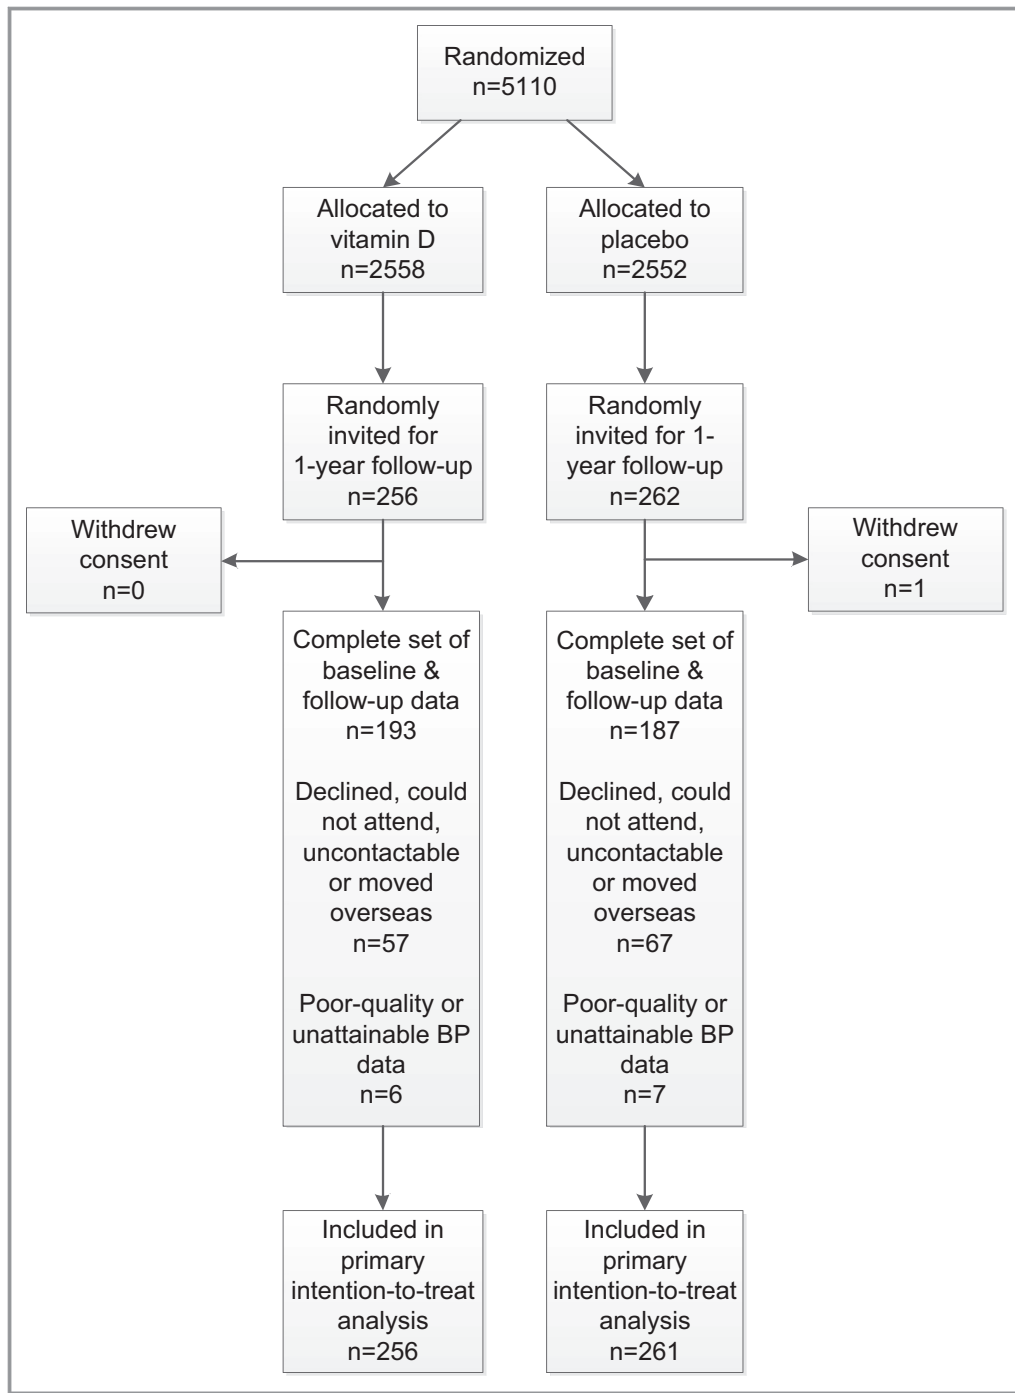 Randomized
n=5110
Allocated to
vitamin D
n=2558
Allocated to
placebo
n=2552
Randomly
invited for
1-year follow-up
n=256
Randomly
invited for 1-
year follow-up
n=262
Withdrew
consent
n=0
Withdrew
consent
n=1
Complete set of
baseline &
follow-up data
n=193
Declined, could
not attend,
uncontactable
or moved
overseas
n=57
Poor-quality or
unattainable BP
data
n=6
Complete set of
baseline &
follow-up data
n=187
Declined, could
not attend,
uncontactable
or moved
overseas
n=67
Poor-quality or
unattainable BP
data
n=7
Included in
primary
intention-to-treat
analysis
n=256
Included in
primary
intention-to-treat
analysis
n=261